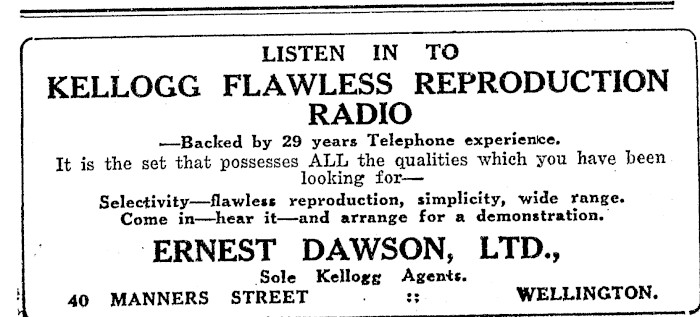 LISTEN IN TO
KELLOGG FLAWLESS REPRODUCTION
RADIO
—Backed by 29 years Telephone experience.
It is the set that possesses ALL the qualities which you have been
looking for—
Selectivity—flawless reproduction, simplicity, wide range.
Come in—hear it—and arrange for a demonstration.
ERNEST DAWSON, LTD.,
Sole Kellogg Agents.
40 MANNERS STREET :: WELLINGTON.